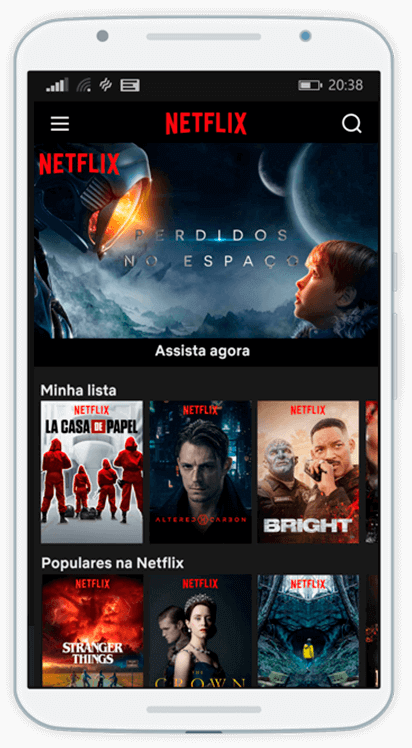 20:38
NETFLIX
NETFLIX
PERDIDOS
NO ESPAÇO
Assista agora
Minha lista
NETFLIX
LA CASA DE PAPEL
NETFLIX
ALTERED CARBON
NETFLIX
BRIGHT
Populares na Netflix
NETFLIX
STRANGER
THINGS
NETFLIX
THE CROWN
NETFLIX